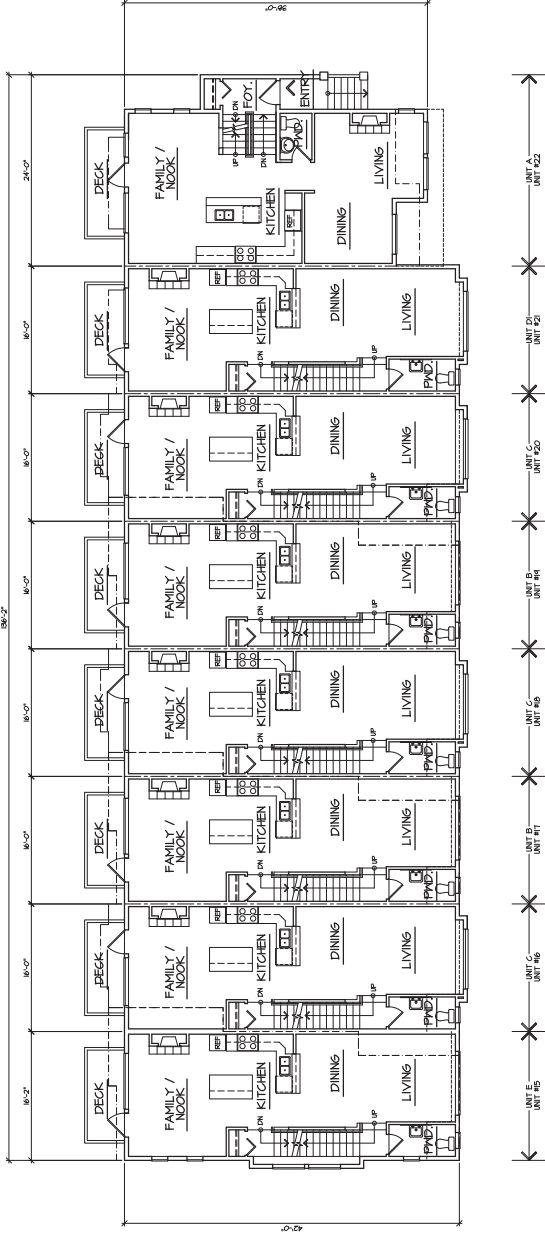 38'-0"
136'-2"
24'-0"
DECK
FAMILY /
NOOK
KITCHEN
REF
DINING
LIVING
UP
DN
DN
FOY.
ENTRY
PWD.
UNIT A
UNIT #22
16'-0"
DECK
FAMILY /
NOOK
REF
KITCHEN
DINING
LIVING
DN
UP
PWD.
UNIT D1
UNIT #21
16'-0"
DECK
FAMILY /
NOOK
REF
KITCHEN
DINING
LIVING
DN
UP
PWD.
UNIT C
UNIT #20
16'-0"
DECK
FAMILY /
NOOK
REF
KITCHEN
DINING
LIVING
DN
UP
PWD.
UNIT B
UNIT #19
16'-0"
DECK
FAMILY /
NOOK
REF
KITCHEN
DINING
LIVING
DN
UP
PWD.
UNIT C
UNIT #18
16'-0"
DECK
FAMILY /
NOOK
REF
KITCHEN
DINING
LIVING
DN
UP
PWD.
UNIT B
UNIT #17
16'-0"
DECK
FAMILY /
NOOK
REF
KITCHEN
DINING
LIVING
DN
UP
PWD.
UNIT C
UNIT #16
16'-2"
DECK
FAMILY /
NOOK
REF
KITCHEN
DINING
LIVING
DN
UP
PWD.
UNIT E
UNIT #15
42'-0"